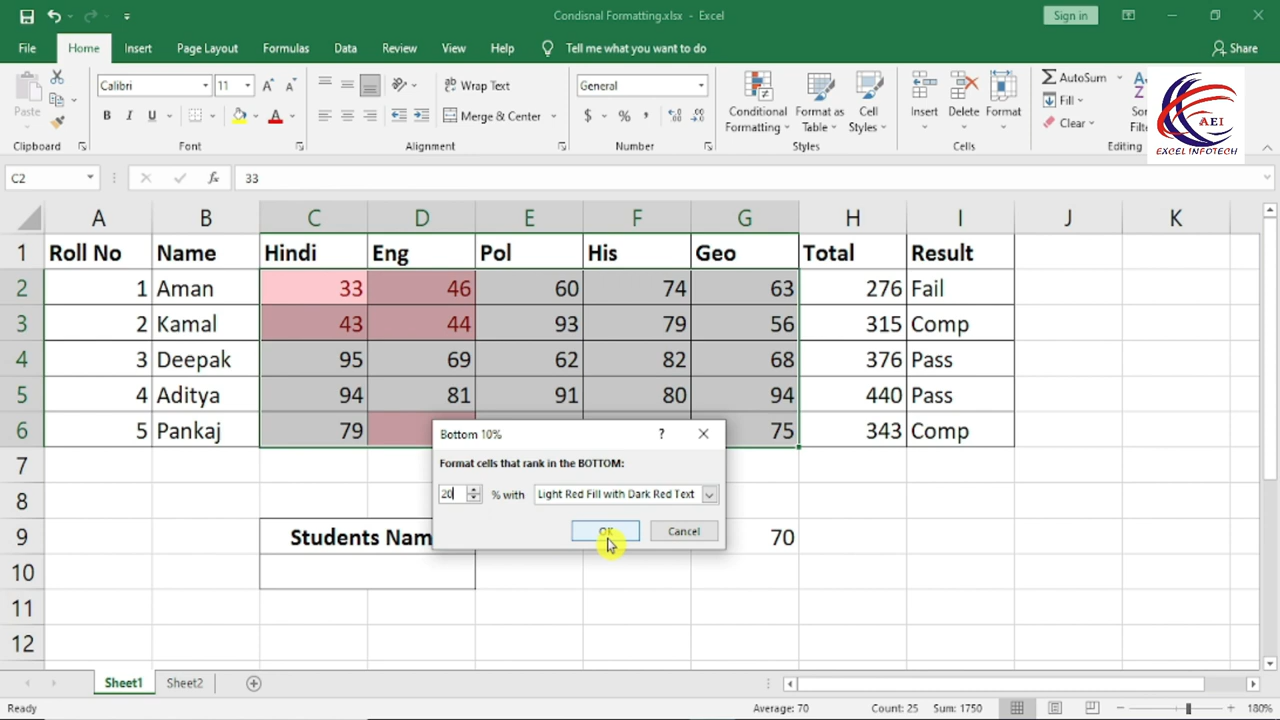 Condisnal Formatting.xlsx - Excel
Sign in
File Home Insert Page Layout Formulas Data Review View Help Tell me what you want to do Share
Paste
Calibri 11
Wrap Text
General
Conditional Formatting
Format as Table
Cell Styles
Insert Delete Format
AutoSum
Fill
Clear
B I U
Merge & Center
$ % ,
AEI
EXCEL INFOTECH
Clipboard Font Alignment Number Styles Cells Editing
C2 fx 33
A B C D E F G H I J K
1 Roll No Name Hindi Eng Pol His Geo Total Result
2 1 Aman 33 46 60 74 63 276 Fail
3 2 Kamal 43 44 93 79 56 315 Comp
4 3 Deepak 95 69 62 82 68 376 Pass
5 4 Aditya 94 81 91 80 94 440 Pass
6 5 Pankaj 79 75 343 Comp
Bottom 10% ?
Format cells that rank in the BOTTOM:
20 % with Light Red Fill with Dark Red Text
OK Cancel
7
8
9 Students Nam 70
10
11
12
Sheet1 Sheet2
Ready Average: 70 Count: 25 Sum: 1750 180%